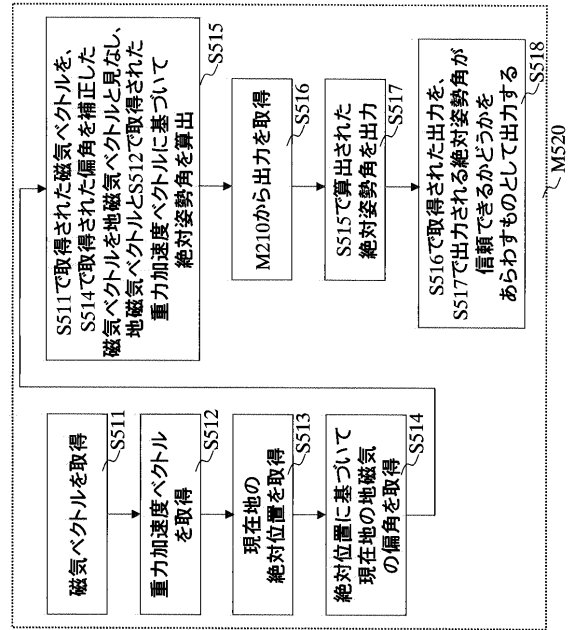 磁気ベクトルを取得
S511
重力加速度ベクトル
を取得
S512
現在地の
絶対位置を取得
S513
絶対位置に基づいて
現在地の地磁気
の偏角を取得
S514
S511で取得された磁気ベクトルを、
S514で取得された偏角を補正した
磁気ベクトルを地磁気ベクトルと見なし、
地磁気ベクトルとS512で取得された
重力加速度ベクトルに基づいて
絶対姿勢角を算出
S515
M210から出力を取得
S516
S515で算出された
絶対姿勢角を出力
S517
S516で取得された出力を、
S517で出力される絶対姿勢角が
信頼できるかどうかを
あらわすものとして出力する
S518
M520